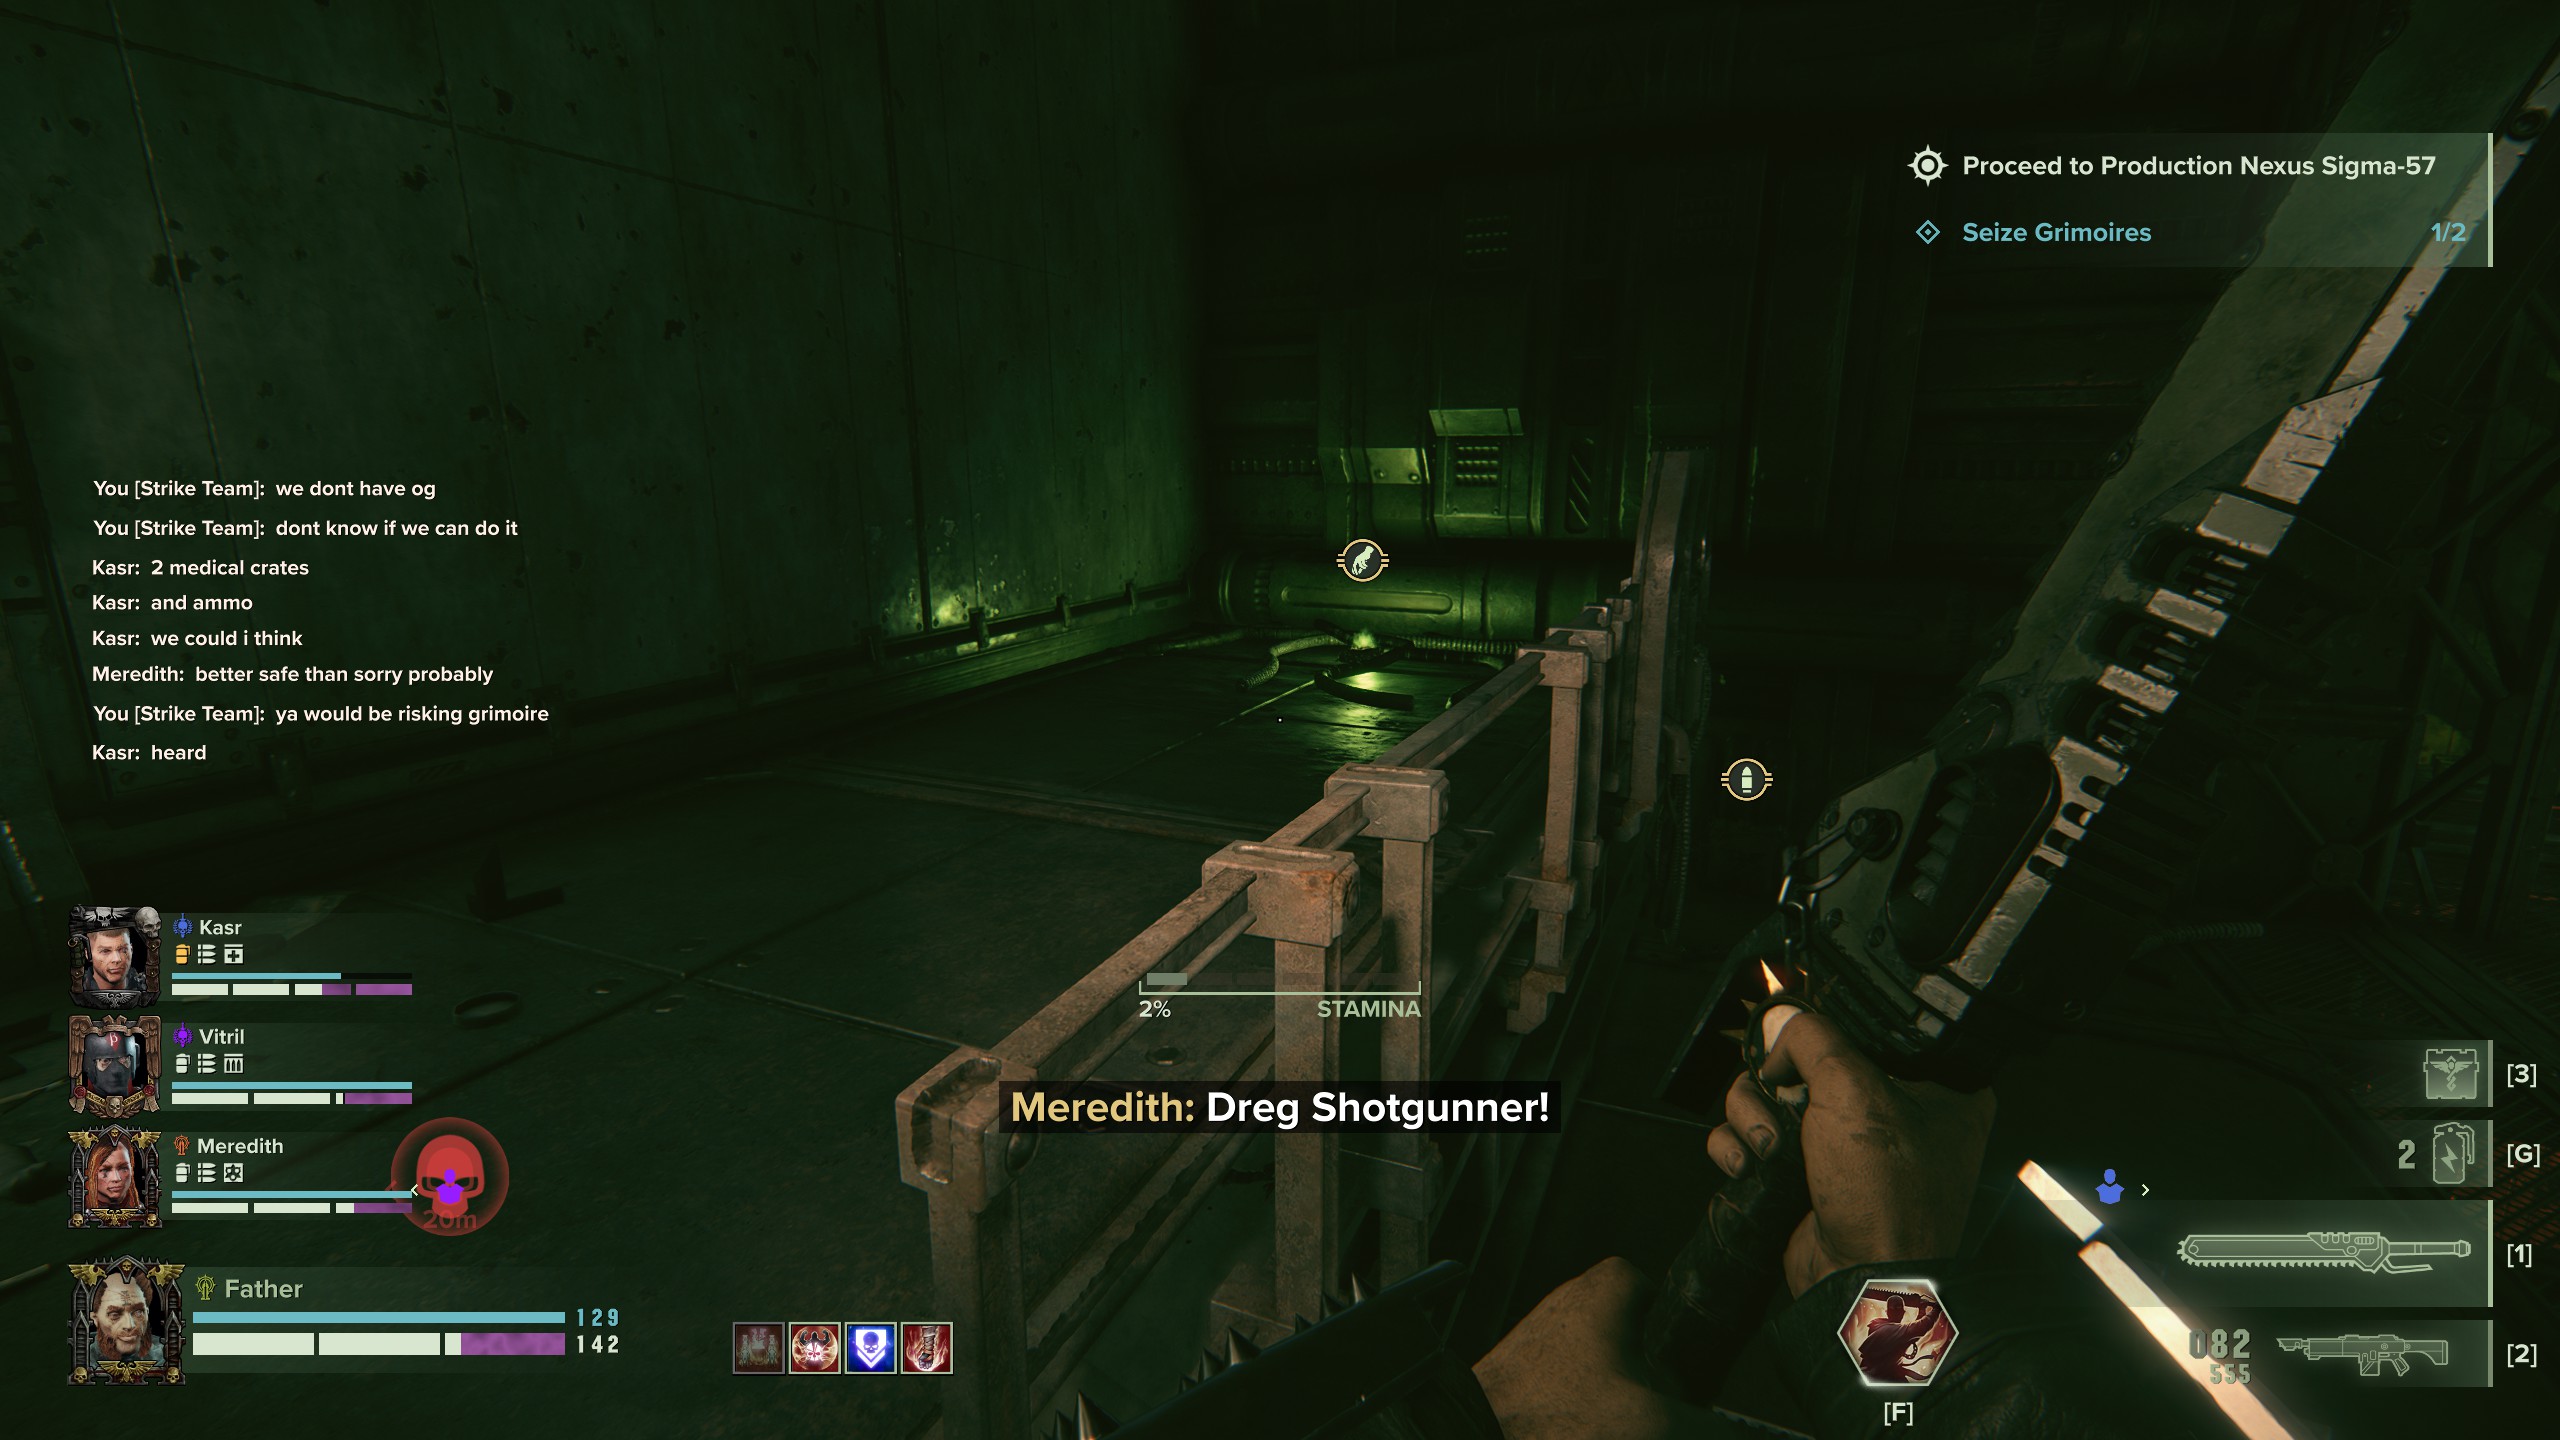 Proceed to Production Nexus Sigma-57
Seize Grimoires 1/2
You [Strike Team]: we dont have og
You [Strike Team]: dont know if we can do it
Kasr: 2 medical crates
Kasr: and ammo
Kasr: we could i think
Meredith: better safe than sorry probably
You [Strike Team]: ya would be risking grimoire
Kasr: heard
Kasr
Vitril
Meredith
20m
Father
129
142
2% STAMINA
Meredith: Dreg Shotgunner!
[3]
2 [G]
[1]
082
555
[2]
[F]